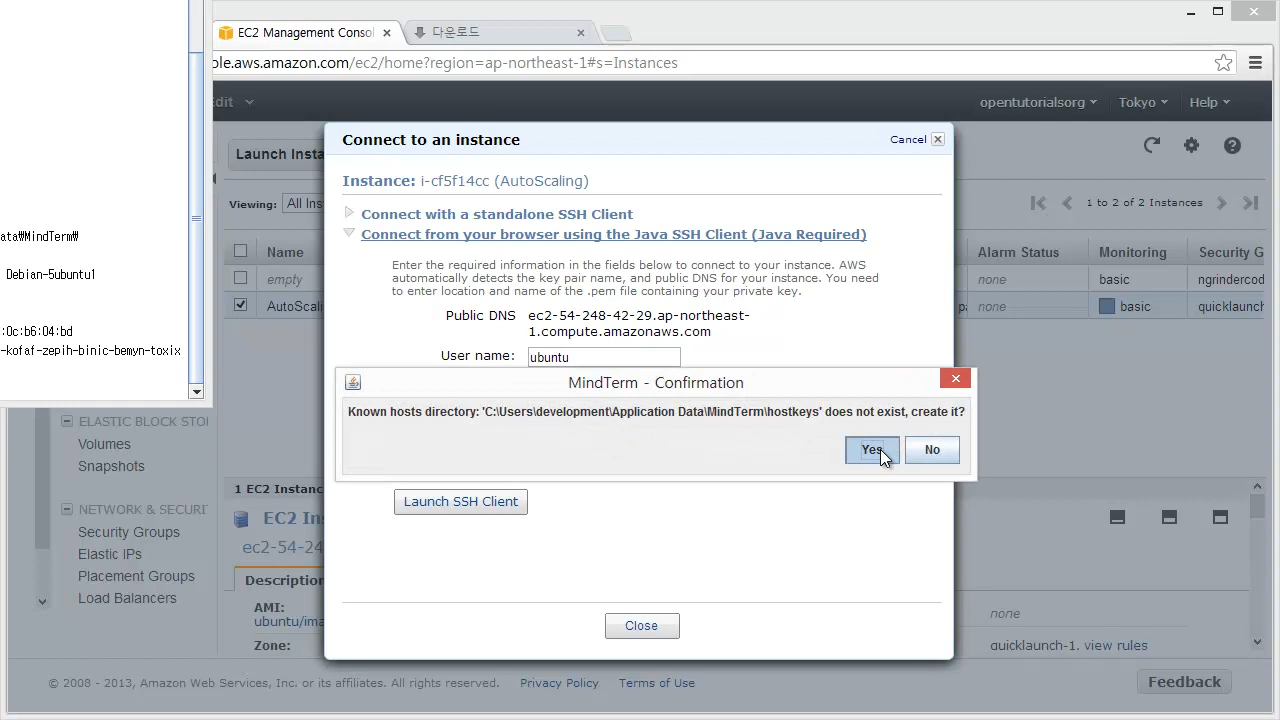 EC2 Management Consol
다운로드
ole.aws.amazon.com/ec2/home?region=ap-northeast-1#s=Instances
Edit
opentutorialsorg
Tokyo
Help
Launch Insta
Viewing:
All Ins
1 to 2 of 2 Instances
Name
Alarm Status
Monitoring
Security G
empty
none
basic
ngrindercod
AutoScali
none
basic
quicklaunch
ata₩MindTerm₩
Debian-5ubuntu1
:0c:b6:04:bd
-kofaf-zepih-binic-bemyn-toxix
Connect to an instance
Cancel
Instance: i-cf5f14cc (AutoScaling)
Connect with a standalone SSH Client
Connect from your browser using the Java SSH Client (Java Required)
Enter the required information in the fields below to connect to your instance. AWS
automatically detects the key pair name, and public DNS for your instance. You need
to enter location and name of the .pem file containing your private key.
Public DNS
ec2-54-248-42-29.ap-northeast-
1.compute.amazonaws.com
User name:
ubuntu
MindTerm - Confirmation
Known hosts directory: 'C:\Users\development\Application Data\MindTerm\hostkeys' does not exist, create it?
Yes
No
Launch SSH Client
Close
ELASTIC BLOCK STO
Volumes
Snapshots
NETWORK & SECURI
Security Groups
Elastic IPs
Placement Groups
Load Balancers
1 EC2 Instanc
EC2 Ins
ec2-54-24
Description
AMI:
ubuntu/ima
Zone:
none
quicklaunch-1. view rules
© 2008 - 2013, Amazon Web Services, Inc. or its affiliates. All rights reserved.
Privacy Policy
Terms of Use
Feedback